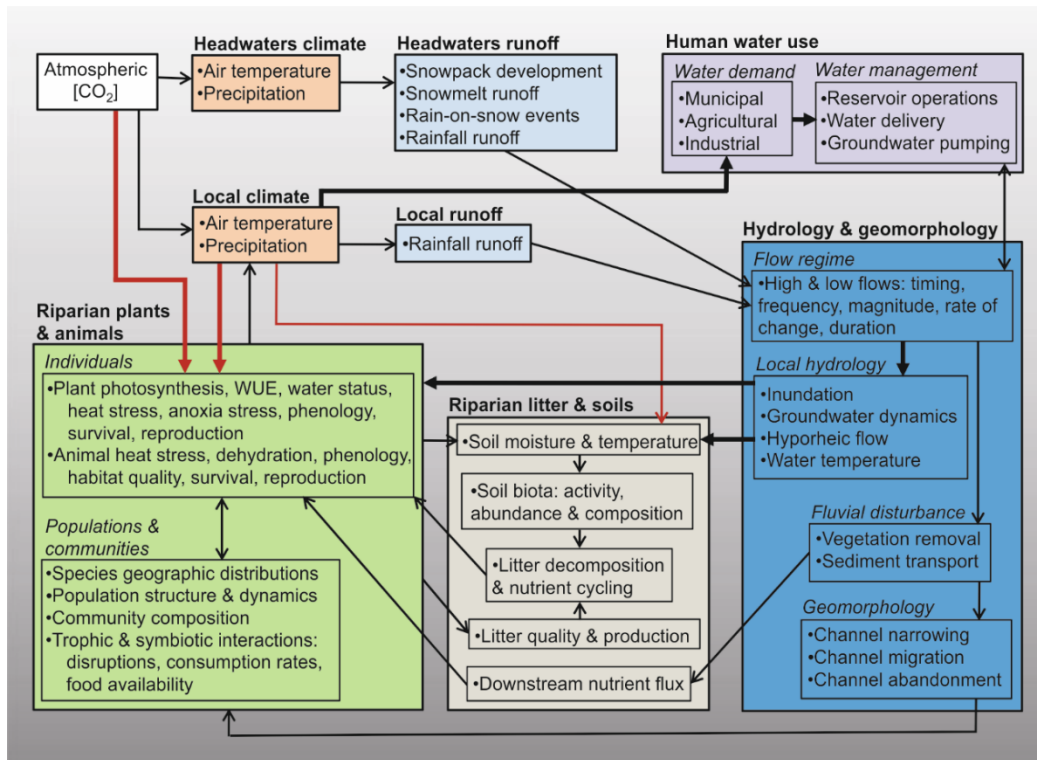 Atmospheric
[CO₂]
Headwaters climate
•Air temperature
•Precipitation
Headwaters runoff
•Snowpack development
•Snowmelt runoff
•Rain-on-snow events
•Rainfall runoff
Human water use
Water demand
•Municipal
•Agricultural
•Industrial
Water management
•Reservoir operations
•Water delivery
•Groundwater pumping
Local climate
•Air temperature
•Precipitation
Local runoff
•Rainfall runoff
Hydrology & geomorphology
Flow regime
•High & low flows: timing,
frequency, magnitude, rate of
change, duration
Local hydrology
•Inundation
•Groundwater dynamics
•Hyporheic flow
•Water temperature
Fluvial disturbance
•Vegetation removal
•Sediment transport
Geomorphology
•Channel narrowing
•Channel migration
•Channel abandonment
Riparian plants
& animals
Individuals
•Plant photosynthesis, WUE, water status,
heat stress, anoxia stress, phenology,
survival, reproduction
•Animal heat stress, dehydration, phenology,
habitat quality, survival, reproduction
Populations &
communities
•Species geographic distributions
•Population structure & dynamics
•Community composition
•Trophic & symbiotic interactions:
disruptions, consumption rates,
food availability
Riparian litter & soils
•Soil moisture & temperature
•Soil biota: activity,
abundance & composition
•Litter decomposition
& nutrient cycling
•Litter quality & production
•Downstream nutrient flux